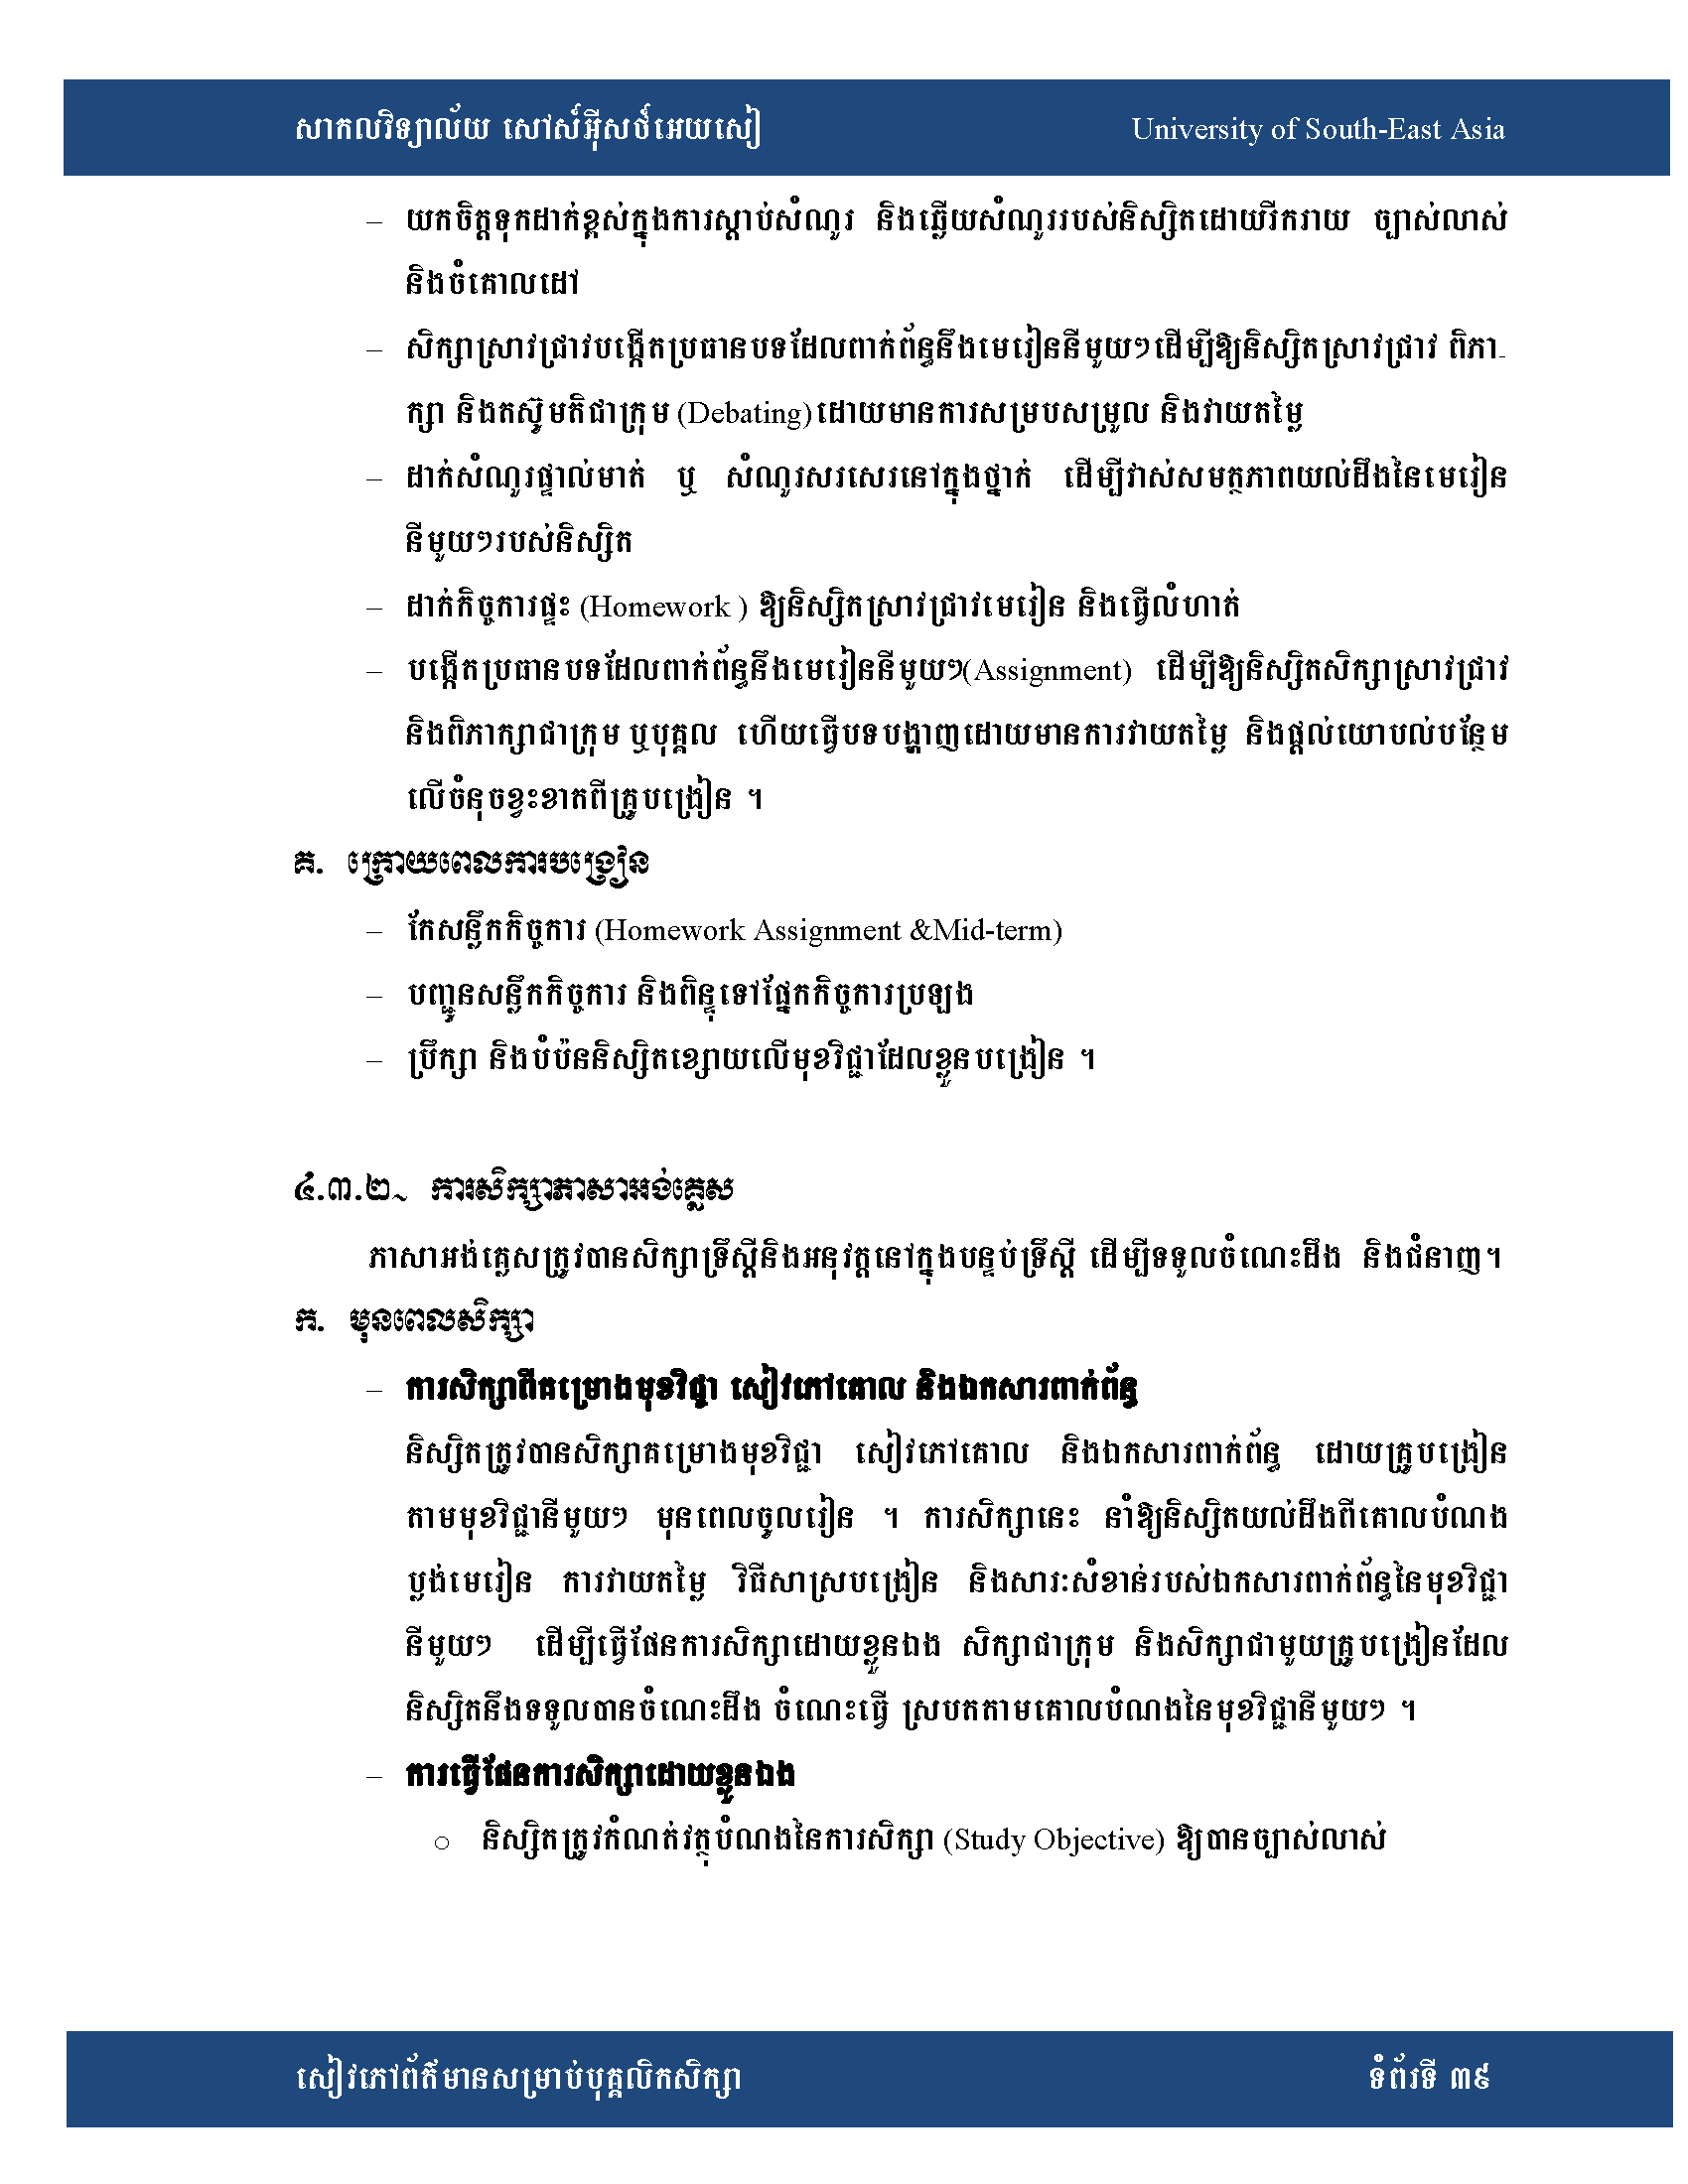 សាកលវិទ្យាល័យ សៅស៍អ៊ីសថ៍អេយសៀ University of South-East Asia
– យកចិត្តទុកដាក់ខ្ពស់ក្នុងការស្តាប់សំណួរ និងឆ្លើយសំណួររបស់និស្សិតដោយរីករាយ ច្បាស់លាស់
និងចំគោលដៅ
– សិក្សាស្រាវជ្រាវបង្កើតប្រធានបទដែលពាក់ព័ន្ធនឹងមេរៀននីមួយៗដើម្បីឱ្យនិស្សិតស្រាវជ្រាវ ពិភា-
ក្សា និងតស៊ូមតិជាក្រុម (Debating) ដោយមានការសម្របសម្រួល និងវាយតម្លៃ
– ដាក់សំណួរផ្ទាល់មាត់ ឬ សំណួរសរសេរនៅក្នុងថ្នាក់ ដើម្បីវាស់សមត្ថភាពយល់ដឹងនៃមេរៀន
នីមួយៗរបស់និស្សិត
– ដាក់កិច្ចការផ្ទះ (Homework ) ឱ្យនិស្សិតស្រាវជ្រាវមេរៀន និងធ្វើលំហាត់
– បង្កើតប្រធានបទដែលពាក់ព័ន្ធនឹងមេរៀននីមួយៗ(Assignment) ដើម្បីឱ្យនិស្សិតសិក្សាស្រាវជ្រាវ
និងពិភាក្សាជាក្រុម ឬបុគ្គល ហើយធ្វើបទបង្ហាញដោយមានការវាយតម្លៃ និងផ្តល់យោបល់បន្ថែម
លើចំនុចខ្វះខាតពីគ្រូបង្រៀន ។
គ. ក្រោយពេលការបង្រៀន
– កែសន្លឹកកិច្ចការ (Homework Assignment &Mid-term)
– បញ្ជូនសន្លឹកកិច្ចការ និងពិន្ទុទៅផ្នែកកិច្ចការប្រឡង
– ប្រឹក្សា និងបំប៉ននិស្សិតខ្សោយលើមុខវិជ្ជាដែលខ្លួនបង្រៀន ។
៤.៣.២~ ការសិក្សាភាសាអង់គ្លេស
ភាសាអង់គ្លេសត្រូវបានសិក្សាទ្រឹស្តីនិងអនុវត្តនៅក្នុងបន្ទប់ទ្រឹស្តី ដើម្បីទទួលចំណេះដឹង និងជំនាញ។
ក. មុនពេលសិក្សា
– ការសិក្សាពីគម្រោងមុខវិជ្ជា សៀវភៅគោល និងឯកសារពាក់ព័ន្ធ
និស្សិតត្រូវបានសិក្សាគម្រោងមុខវិជ្ជា សៀវភៅគោល និងឯកសារពាក់ព័ន្ធ ដោយគ្រូបង្រៀន
តាមមុខវិជ្ជានីមួយៗ មុនពេលចូលរៀន ។ ការសិក្សានេះ នាំឱ្យនិស្សិតយល់ដឹងពីគោលបំណង
ប្លង់មេរៀន ការវាយតម្លៃ វិធីសាស្របង្រៀន និងសារៈសំខាន់របស់ឯកសារពាក់ព័ន្ធនៃមុខវិជ្ជា
នីមួយៗ ដើម្បីធ្វើផែនការសិក្សាដោយខ្លួនឯង សិក្សាជាក្រុម និងសិក្សាជាមួយគ្រូបង្រៀនដែល
និស្សិតនឹងទទួលបានចំណេះដឹង ចំណេះធ្វើ ស្របតតាមគោលបំណងនៃមុខវិជ្ជានីមួយៗ ។
– ការធ្វើផែនការសិក្សាដោយខ្លួនឯង
o និស្សិតត្រូវកំណត់វត្ថុបំណងនៃការសិក្សា (Study Objective) ឱ្យបានច្បាស់លាស់
សៀវភៅព័ត៌មានសម្រាប់បុគ្គលិកសិក្សា ទំព័រទី ៣៩